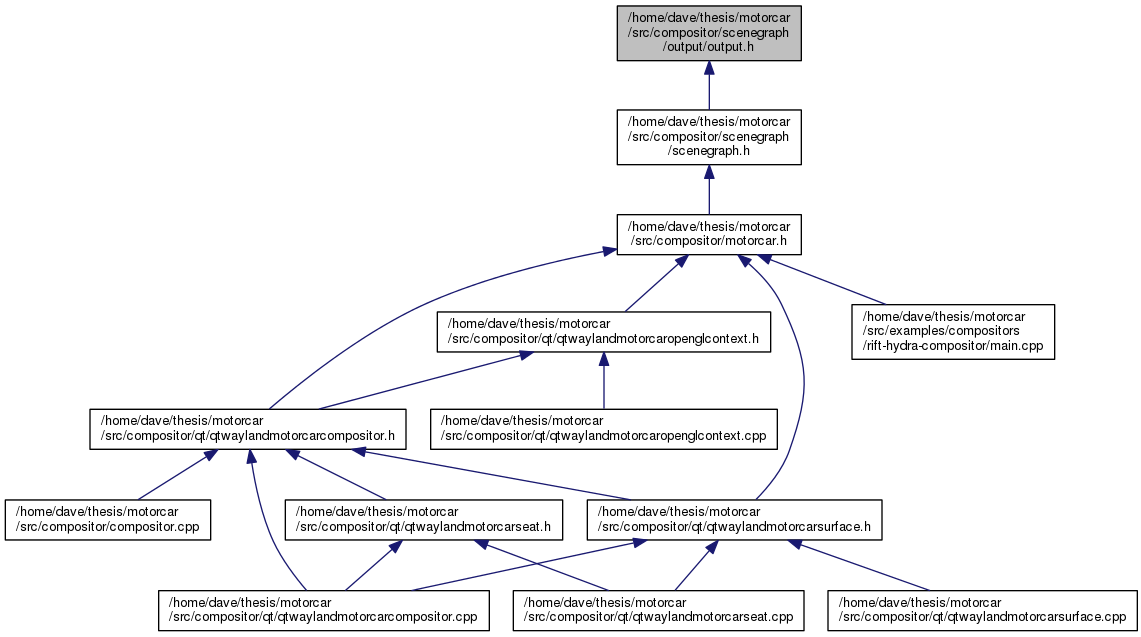 /home/dave/thesis/motorcar
/src/compositor/scenegraph
/output/output.h
/home/dave/thesis/motorcar
/src/compositor/scenegraph
/scenegraph.h
/home/dave/thesis/motorcar
/src/compositor/motorcar.h
/home/dave/thesis/motorcar
/src/compositor/qt/qtwaylandmotorcaropenglcontext.h
/home/dave/thesis/motorcar
/src/examples/compositors
/rift-hydra-compositor/main.cpp
/home/dave/thesis/motorcar
/src/compositor/qt/qtwaylandmotorcarcompositor.h
/home/dave/thesis/motorcar
/src/compositor/qt/qtwaylandmotorcaropenglcontext.cpp
/home/dave/thesis/motorcar
/src/compositor/compositor.cpp
/home/dave/thesis/motorcar
/src/compositor/qt/qtwaylandmotorcarseat.h
/home/dave/thesis/motorcar
/src/compositor/qt/qtwaylandmotorcarsurface.h
/home/dave/thesis/motorcar
/src/compositor/qt/qtwaylandmotorcarcompositor.cpp
/home/dave/thesis/motorcar
/src/compositor/qt/qtwaylandmotorcarseat.cpp
/home/dave/thesis/motorcar
/src/compositor/qt/qtwaylandmotorcarsurface.cpp